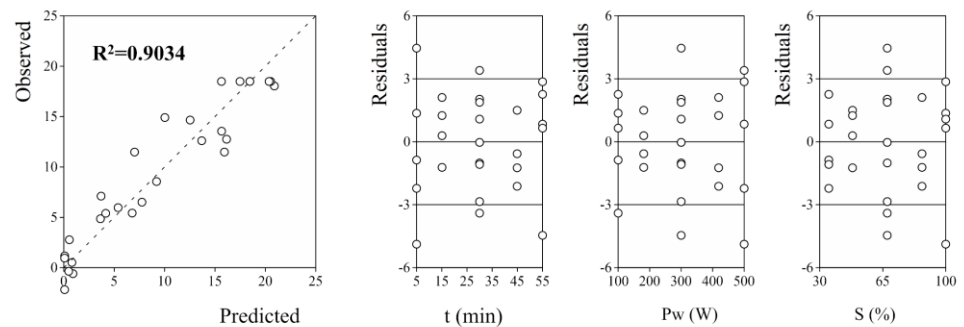 25
20
15
10
5
0
Observed
R²=0.9034
0 5 10 15 20 25
Predicted
6
3
0
-3
-6
Residuals
5 15 25 35 45 55
t (min)
6
3
0
-3
-6
Residuals
100 200 300 400 500
Pw (W)
6
3
0
-3
-6
Residuals
30 65 100
S (%)